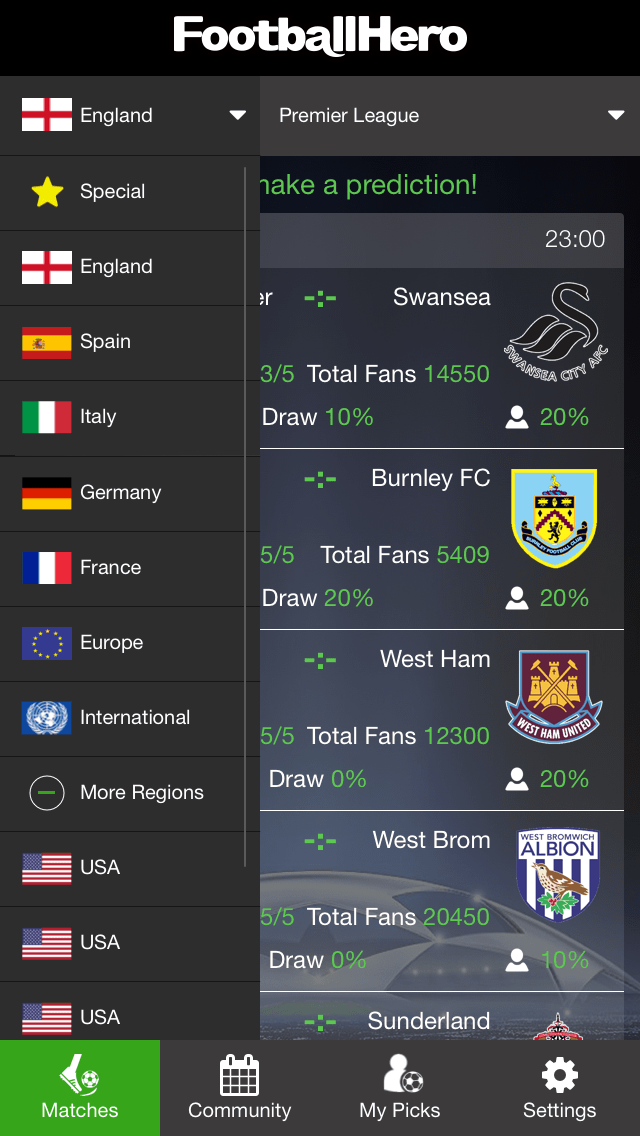 FootballHero
England
Premier League
Special
England
Spain
Italy
Germany
France
Europe
International
More Regions
USA
USA
USA
make a prediction!
23:00
er -:- Swansea
SWANSEA CITY AFC
3/5 Total Fans 14550
Draw 10% 20%
-:- Burnley FC
BURNLEY FOOTBALL CLUB
5/5 Total Fans 5409
Draw 20% 20%
-:- West Ham
WEST HAM UNITED
5/5 Total Fans 12300
Draw 0% 20%
-:- West Brom
WEST BROMWICH
ALBION
5/5 Total Fans 20450
Draw 0% 10%
-:- Sunderland
Matches
Community
My Picks
Settings